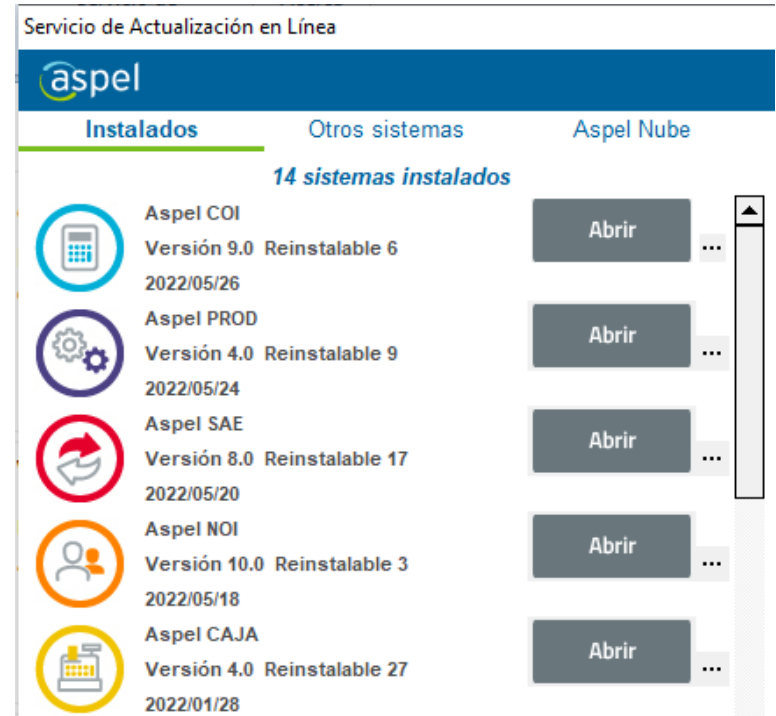 Servicio de Actualización en Línea
aspel
Instalados Otros sistemas Aspel Nube
14 sistemas instalados
Aspel COI
Versión 9.0 Reinstalable 6
2022/05/26
Abrir ...
Aspel PROD
Versión 4.0 Reinstalable 9
2022/05/24
Abrir ...
Aspel SAE
Versión 8.0 Reinstalable 17
2022/05/20
Abrir ...
Aspel NOI
Versión 10.0 Reinstalable 3
2022/05/18
Abrir ...
Aspel CAJA
Versión 4.0 Reinstalable 27
2022/01/28
Abrir ...